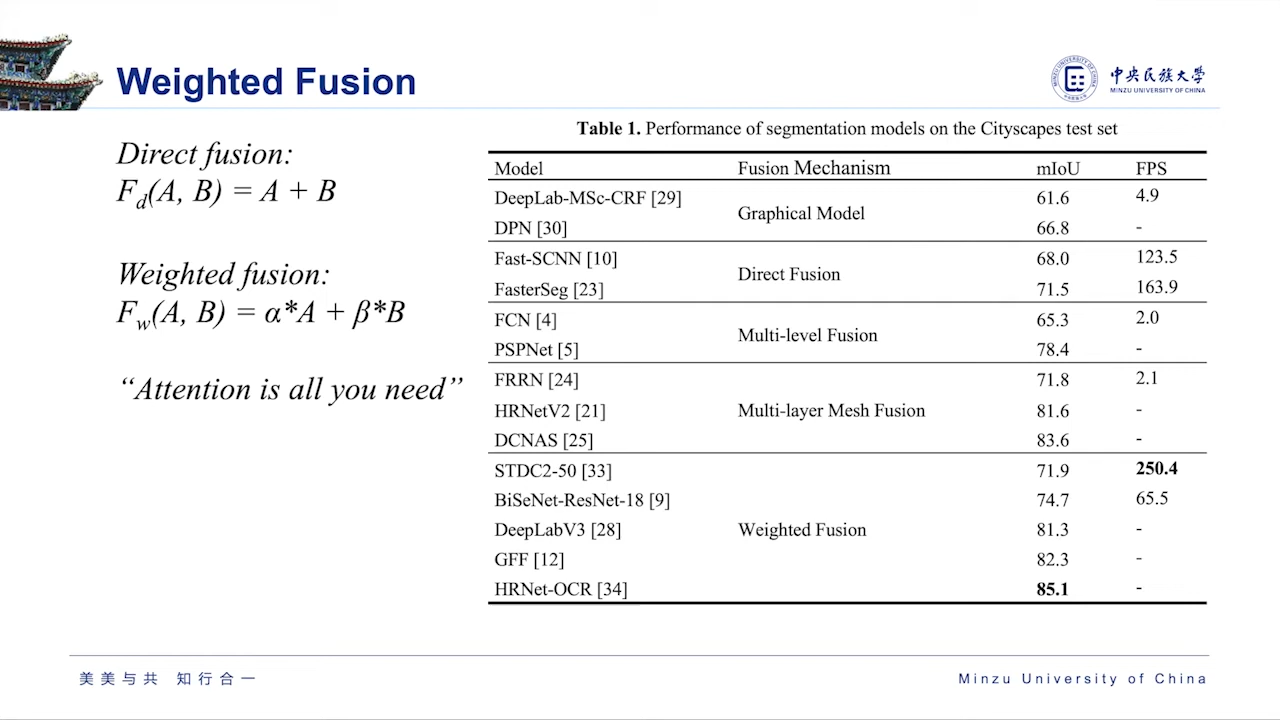 Weighted Fusion
中央民族大学
MINZU UNIVERSITY OF CHINA
Direct fusion:
Fd(A, B) = A + B
Weighted fusion:
Fw(A, B) = α*A + β*B
“Attention is all you need”
Table 1. Performance of segmentation models on the Cityscapes test set
Model Fusion Mechanism mIoU FPS
DeepLab-MSc-CRF [29] 61.6 4.9
Graphical Model
DPN [30] 66.8 -
Fast-SCNN [10] 68.0 123.5
Direct Fusion
FasterSeg [23] 71.5 163.9
FCN [4] 65.3 2.0
Multi-level Fusion
PSPNet [5] 78.4 -
FRRN [24] 71.8 2.1
HRNetV2 [21] Multi-layer Mesh Fusion 81.6 -
DCNAS [25] 83.6 -
STDC2-50 [33] 71.9 250.4
BiSeNet-ResNet-18 [9] 74.7 65.5
DeepLabV3 [28] Weighted Fusion 81.3 -
GFF [12] 82.3 -
HRNet-OCR [34] 85.1 -
美美与共 知行合一
Minzu University of China